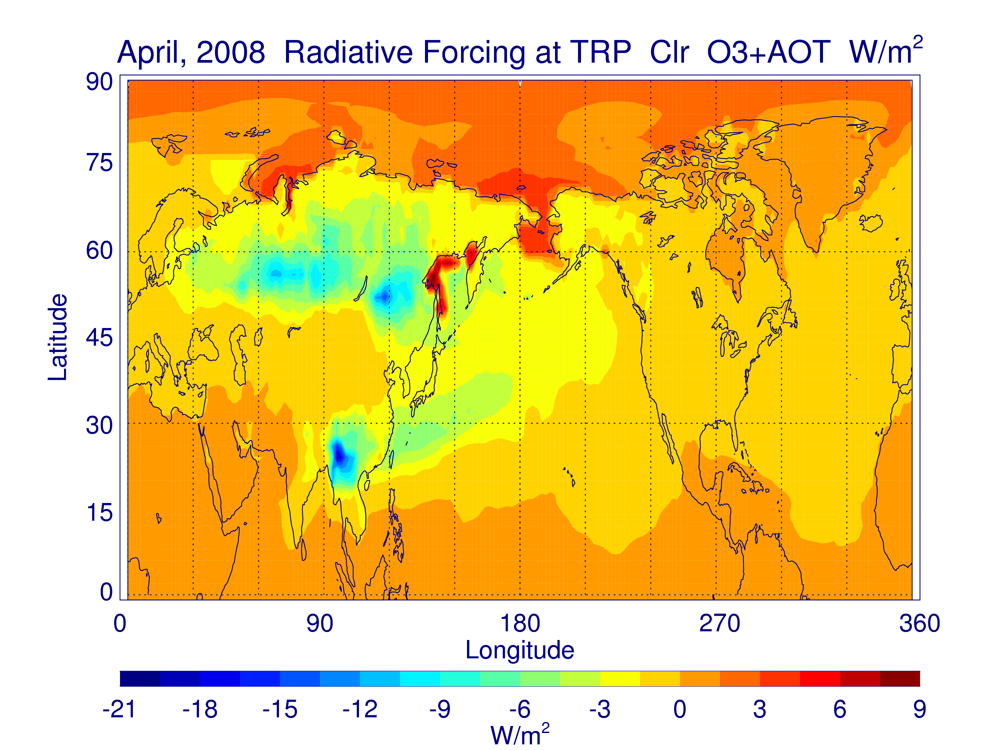 April, 2008 Radiative Forcing at TRP Clr O3+AOT W/m²
90
75
60
45
30
15
0
Latitude
0 90 180 270 360
Longitude
-21 -18 -15 -12 -9 -6 -3 0 3 6 9
W/m²